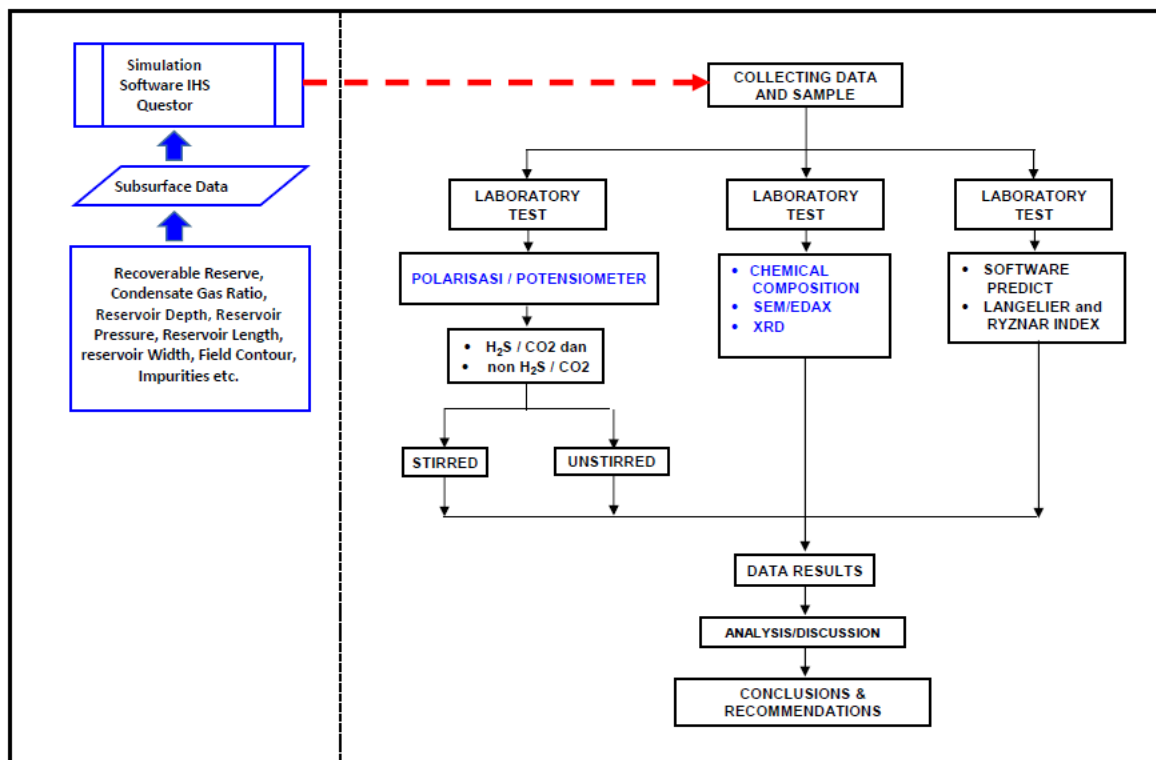 Simulation
Software IHS
Questor
Subsurface Data
Recoverable Reserve,
Condensate Gas Ratio,
Reservoir Depth, Reservoir
Pressure, Reservoir Length,
reservoir Width, Field Contour,
Impurities etc.
COLLECTING DATA
AND SAMPLE
LABORATORY
TEST
POLARISASI / POTENSIOMETER
• H₂S / CO2 dan
• non H₂S / CO2
STIRRED
UNSTIRRED
LABORATORY
TEST
• CHEMICAL
COMPOSITION
• SEM/EDAX
• XRD
LABORATORY
TEST
• SOFTWARE
PREDICT
• LANGELIER and
RYZNAR INDEX
DATA RESULTS
ANALYSIS/DISCUSSION
CONCLUSIONS &
RECOMMENDATIONS